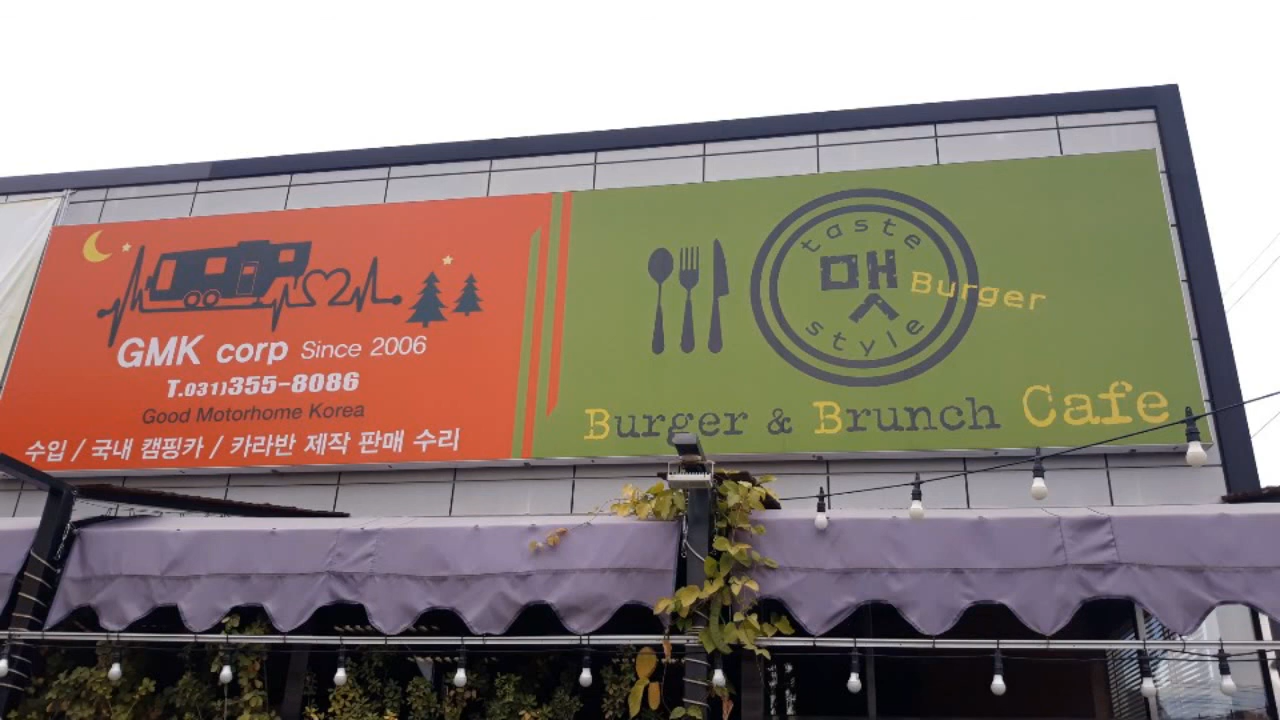 GMK corp Since 2006
T.031)355-8086
Good Motorhome Korea
수입 / 국내 캠핑카 / 카라반 제작 판매 수리
taste
맷
Burger
style
Burger & Brunch Cafe